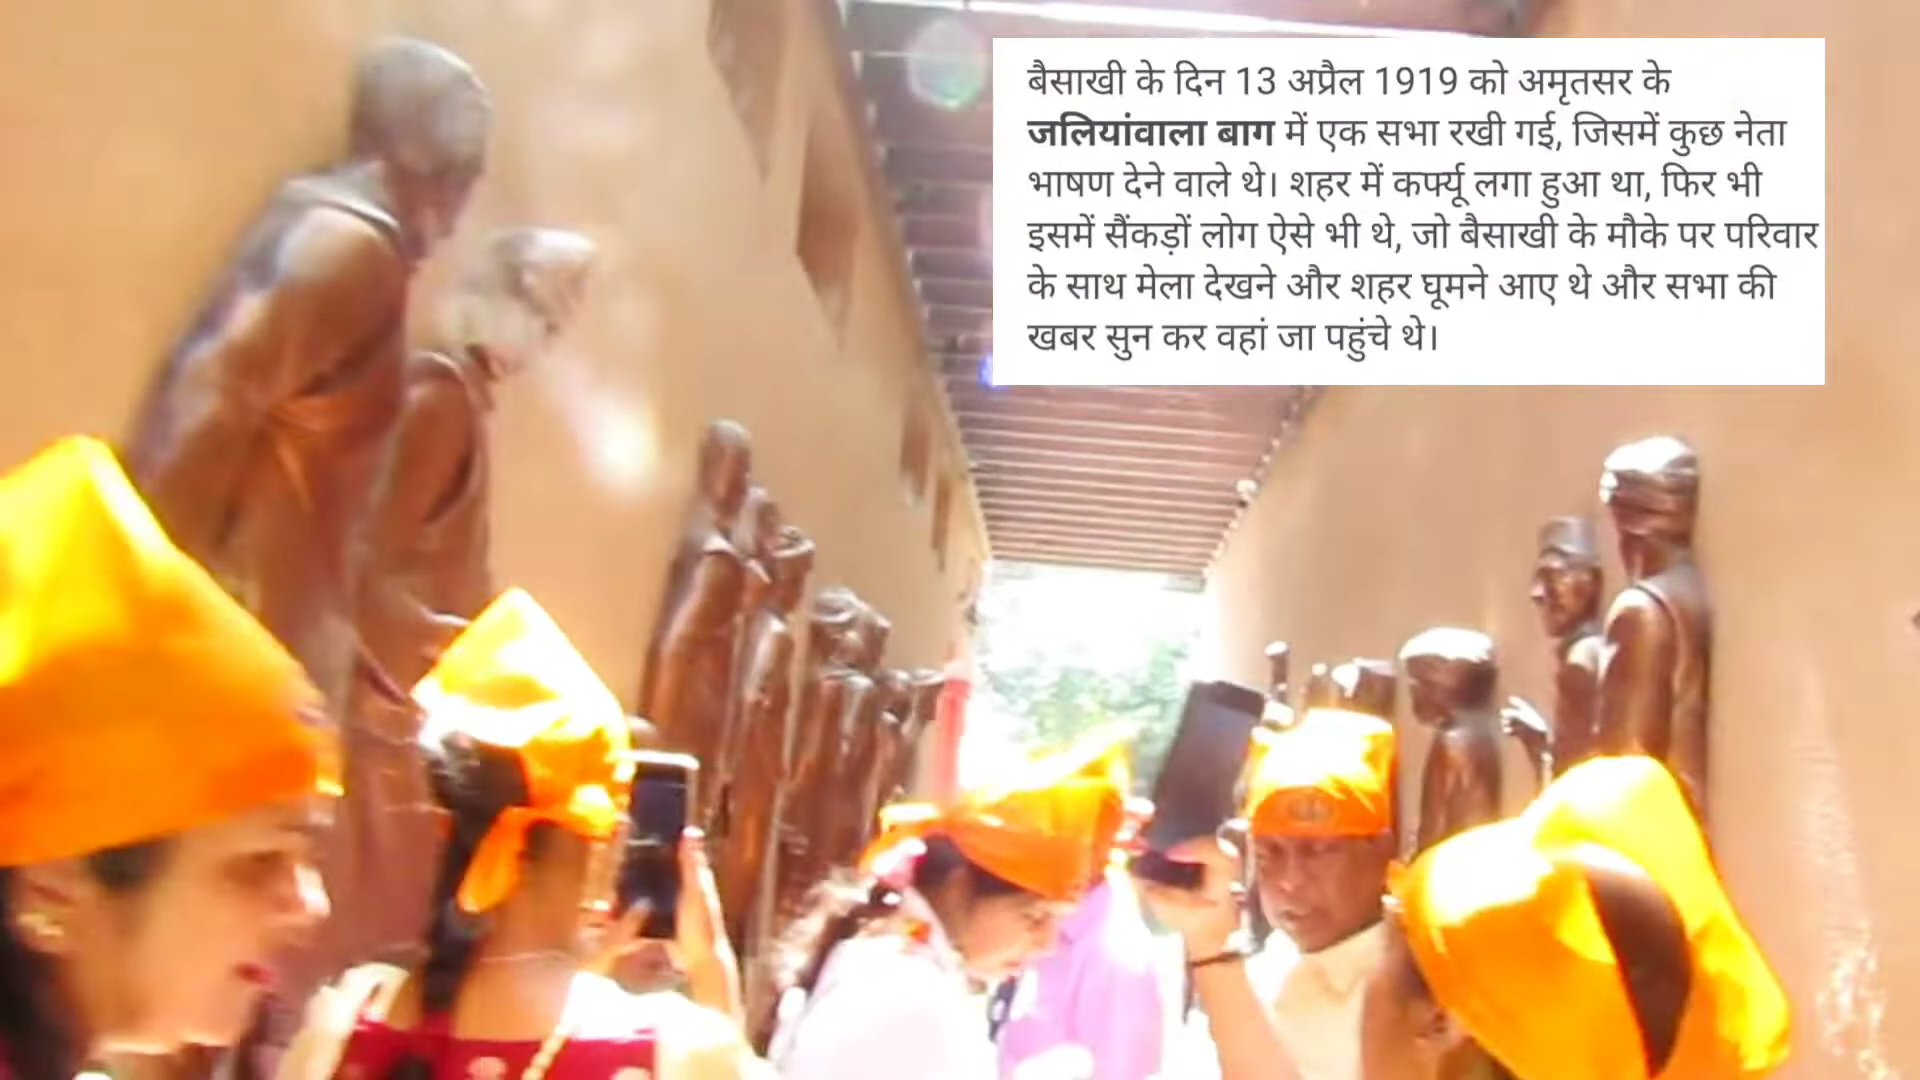 बैसाखी के दिन 13 अप्रैल 1919 को अमृतसर के
जलियांवाला बाग में एक सभा रखी गई, जिसमें कुछ नेता
भाषण देने वाले थे। शहर में कर्फ्यू लगा हुआ था, फिर भी
इसमें सैंकड़ों लोग ऐसे भी थे, जो बैसाखी के मौके पर परिवार
के साथ मेला देखने और शहर घूमने आए थे और सभा की
खबर सुन कर वहां जा पहुंचे थे।